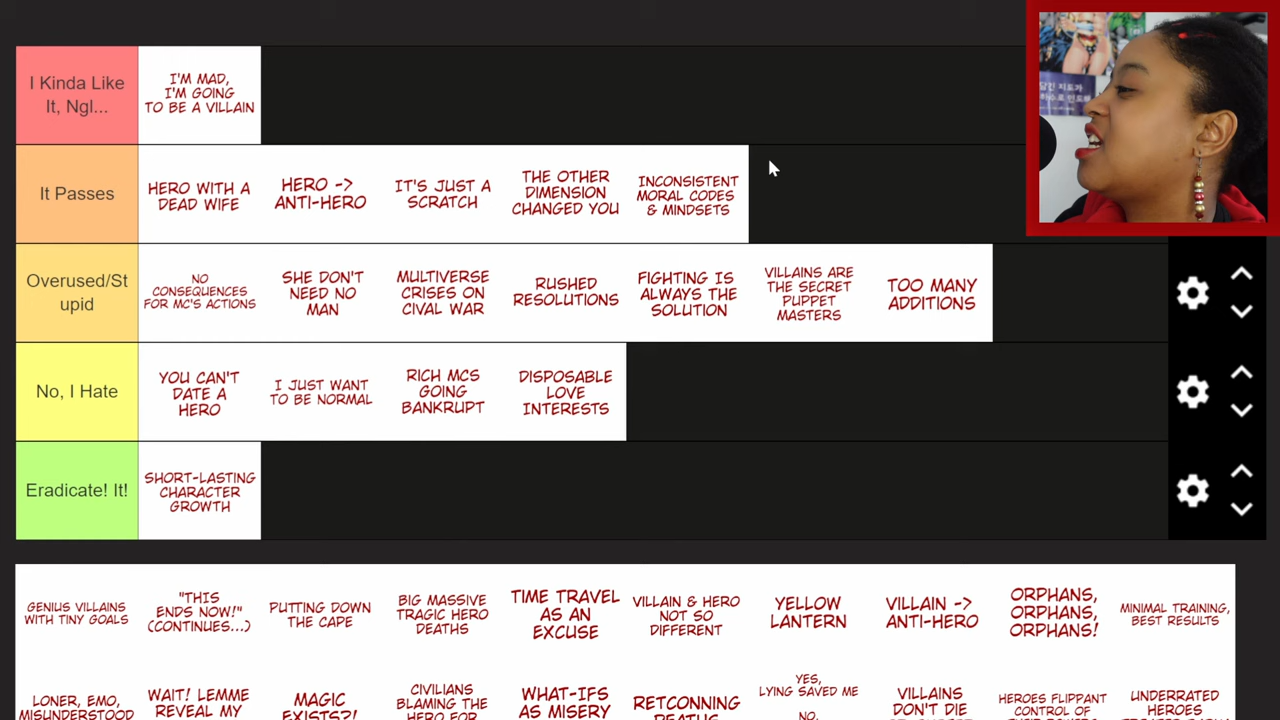 I Kinda Like
It, Ngl...
I'M MAD,
I'M GOING
TO BE A VILLAIN
It Passes
HERO WITH A
DEAD WIFE
HERO ->
ANTI-HERO
IT'S JUST A
SCRATCH
THE OTHER
DIMENSION
CHANGED YOU
INCONSISTENT
MORAL CODES
& MINDSETS
Overused/St
upid
NO
CONSEQUENCES
FOR MC'S ACTIONS
SHE DON'T
NEED NO
MAN
MULTIVERSE
CRISES ON
CIVAL WAR
RUSHED
RESOLUTIONS
FIGHTING IS
ALWAYS THE
SOLUTION
VILLAINS ARE
THE SECRET
PUPPET
MASTERS
TOO MANY
ADDITIONS
No, I Hate
YOU CAN'T
DATE A
HERO
I JUST WANT
TO BE NORMAL
RICH MCS
GOING
BANKRUPT
DISPOSABLE
LOVE
INTERESTS
Eradicate! It!
SHORT-LASTING
CHARACTER
GROWTH
GENIUS VILLAINS
WITH TINY GOALS
"THIS
ENDS NOW!"
(CONTINUES...)
PUTTING DOWN
THE CAPE
BIG MASSIVE
TRAGIC HERO
DEATHS
TIME TRAVEL
AS AN
EXCUSE
VILLAIN & HERO
NOT SO
DIFFERENT
YELLOW
LANTERN
VILLAIN ->
ANTI-HERO
ORPHANS,
ORPHANS,
ORPHANS!
MINIMAL TRAINING,
BEST RESULTS
LONER, EMO,
MISUNDERSTOOD
WAIT! LEMME
REVEAL MY
MAGIC
EXISTS?!
CIVILIANS
BLAMING THE
HERO FOR
WHAT-IFS
AS MISERY
RETCONNING
DEATHS
YES,
LYING SAVED ME
NO,
VILLAINS
DON'T DIE
HEROES FLIPPANT
CONTROL OF
THEIR POWERS
UNDERRATED
HEROES